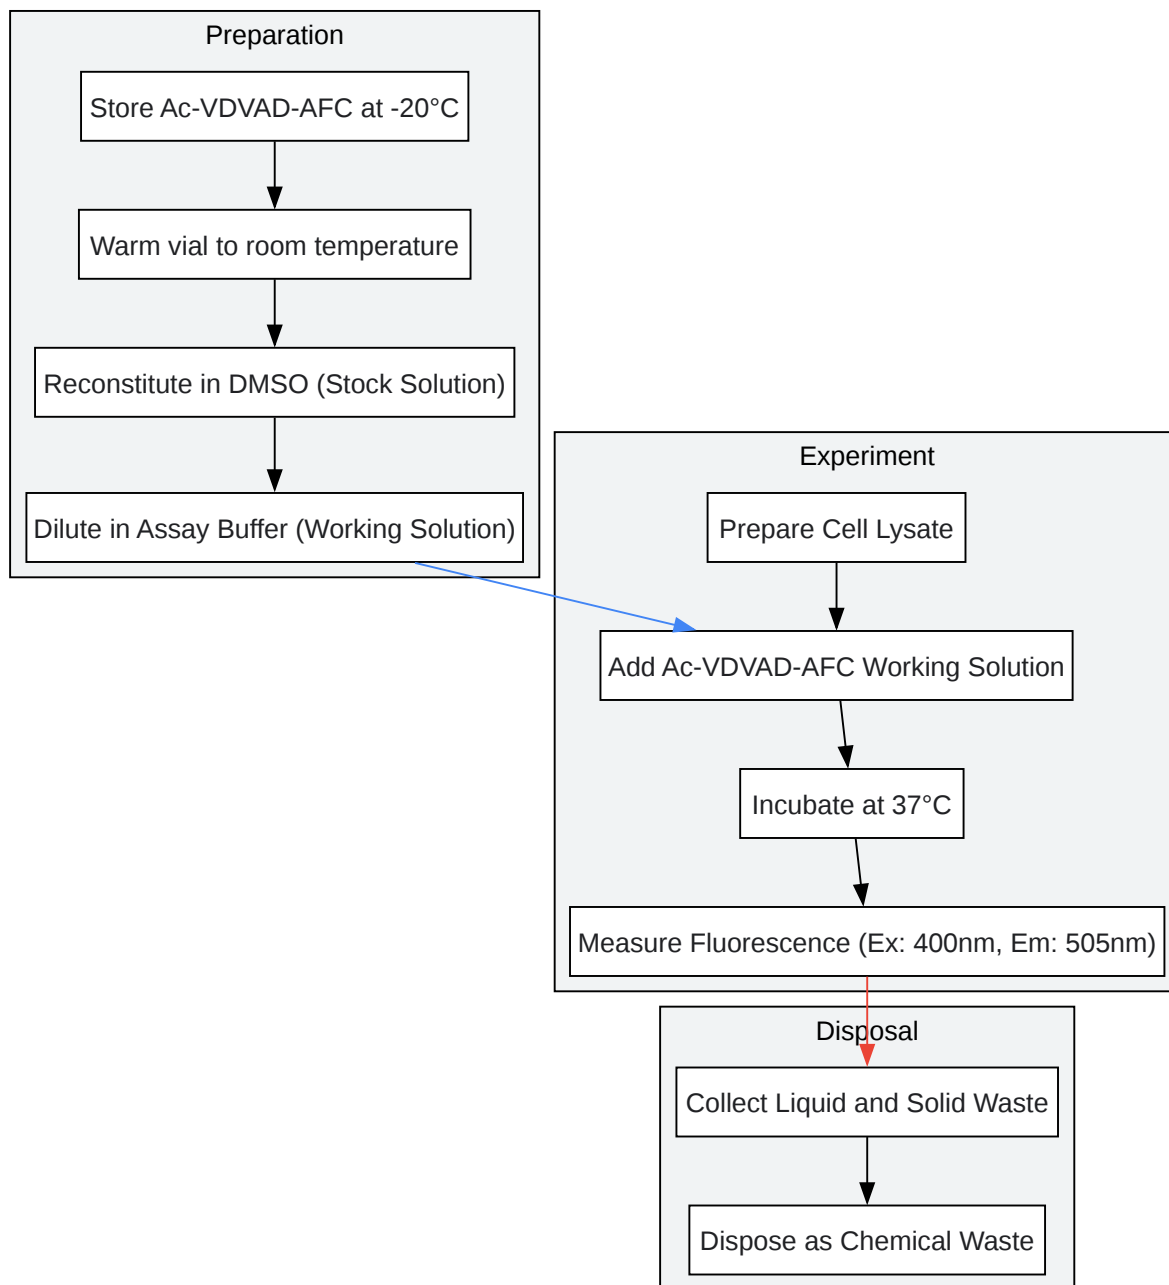 Preparation
Store Ac-VDVAD-AFC at -20°C
Warm vial to room temperature
Reconstitute in DMSO (Stock Solution)
Dilute in Assay Buffer (Working Solution)
Experiment
Prepare Cell Lysate
Add Ac-VDVAD-AFC Working Solution
Incubate at 37°C
Measure Fluorescence (Ex: 400nm, Em: 505nm)
Disposal
Collect Liquid and Solid Waste
Dispose as Chemical Waste